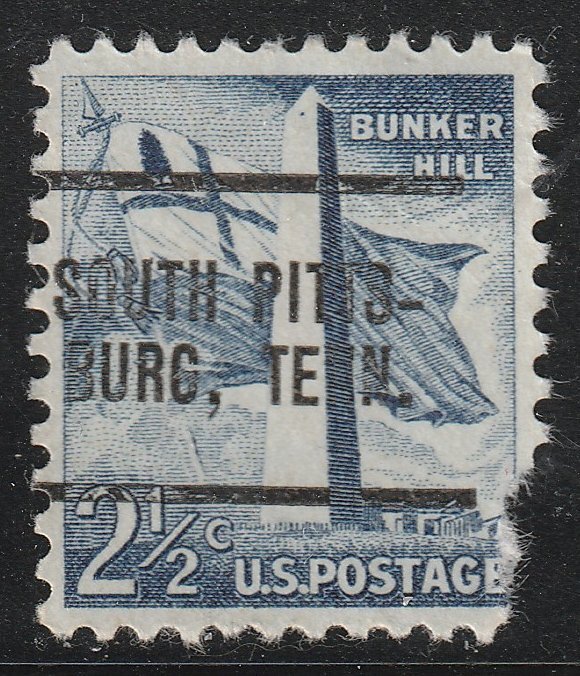 BUNKER
HILL
SOUTH PITTS-
BURG, TENN.
2½c
U.S.POSTAGE